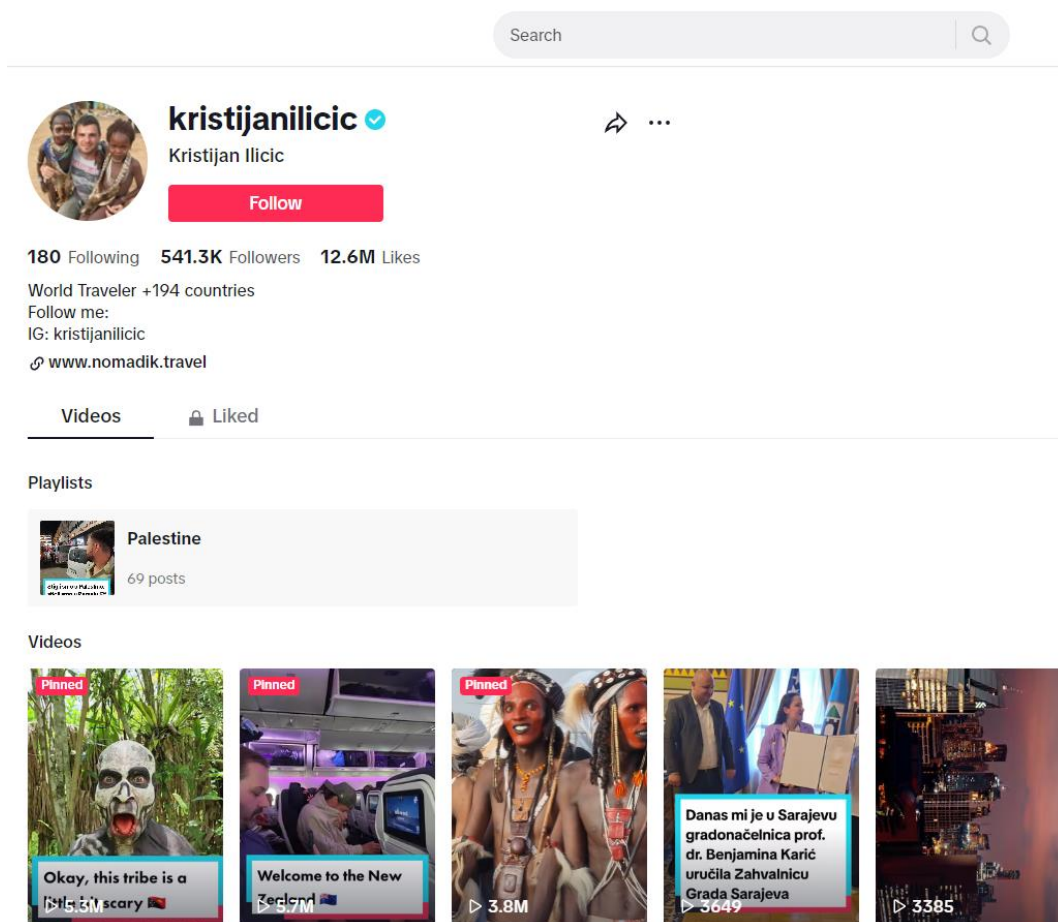 Search
kristijanilicic
Kristijan Ilicic
Follow
180 Following 541.3K Followers 12.6M Likes
World Traveler +194 countries
Follow me:
IG: kristijanilicic
www.nomadik.travel
Videos
Liked
Playlists
Palestine
69 posts
Videos
Pinned
Okay, this tribe is a
scary
5.3M
Pinned
Welcome to the New
Zealand
5.7M
Pinned
3.8M
Danas mi je u Sarajevu
gradonačelnica prof.
dr. Benjamina Karić
uručila Zahvalnicu
Grada Sarajeva
3649
3385